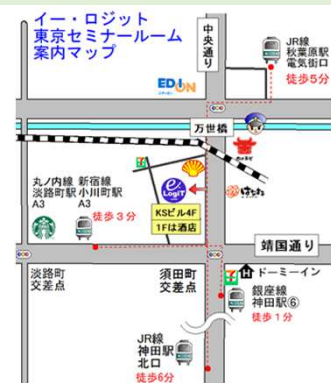 イー・ロジット
東京セミナールーム
案内マップ
中央通り
JR線
秋葉原駅
電気街口
徒歩5分
EDION
万世橋
7
丸ノ内線
淡路町駅
A3
新宿線
小川町駅
A3
徒歩3分
e
LogiT
KSビル4F
1Fは酒店
靖国通り
淡路町
交差点
須田町
交差点
7
H
ドーミーイン
銀座線
神田駅⑥
徒歩1分
JR線
神田駅
北口
徒歩6分